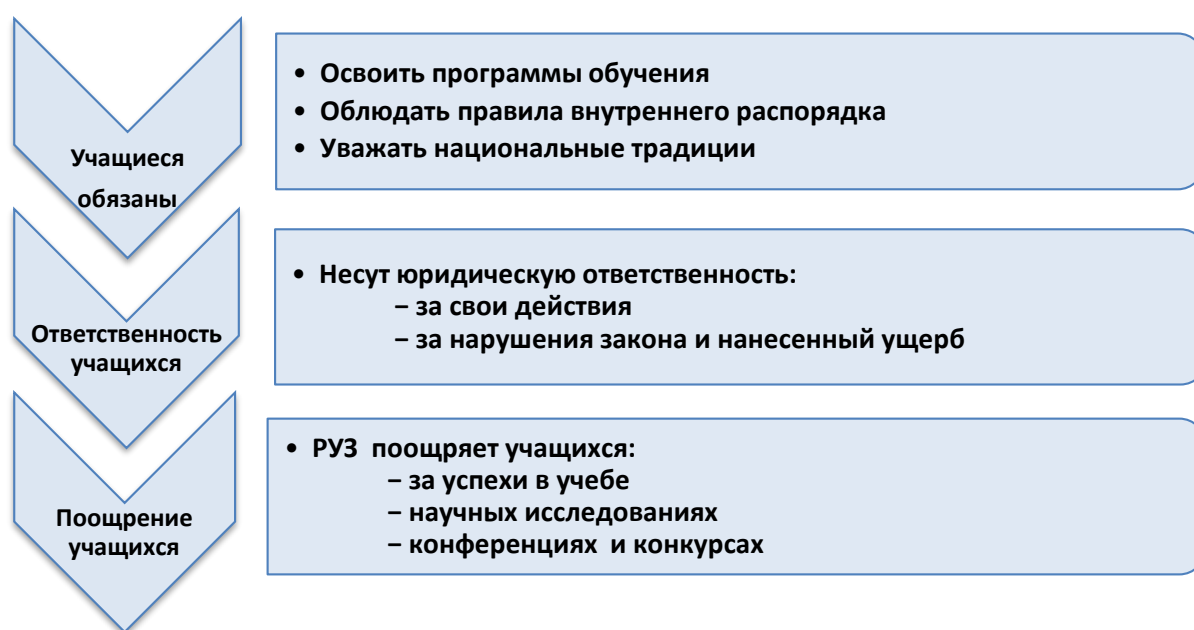 Учащиеся
обязаны
• Освоить программы обучения
• Облюдать правила внутреннего распорядка
• Уважать национальные традиции
Ответственность
учащихся
• Несут юридическую ответственность:
– за свои действия
– за нарушения закона и нанесенный ущерб
Поощрение
учащихся
• РУЗ поощряет учащихся:
– за успехи в учебе
– научных исследованиях
– конференциях и конкурсах